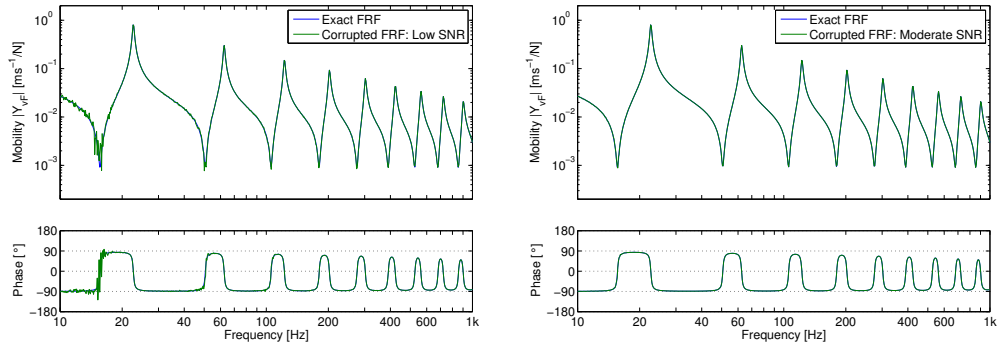 Exact FRF
Corrupted FRF: Low SNR
Mobility |Y_vF| [ms⁻¹/N]
10⁰
10⁻¹
10⁻²
10⁻³
Phase [°]
180
90
0
−90
−180
10 20 40 60 100 200 400 600 1k
Frequency [Hz]
Exact FRF
Corrupted FRF: Moderate SNR
Mobility |Y_vF| [ms⁻¹/N]
10⁰
10⁻¹
10⁻²
10⁻³
Phase [°]
180
90
0
−90
−180
10 20 40 60 100 200 400 600 1k
Frequency [Hz]